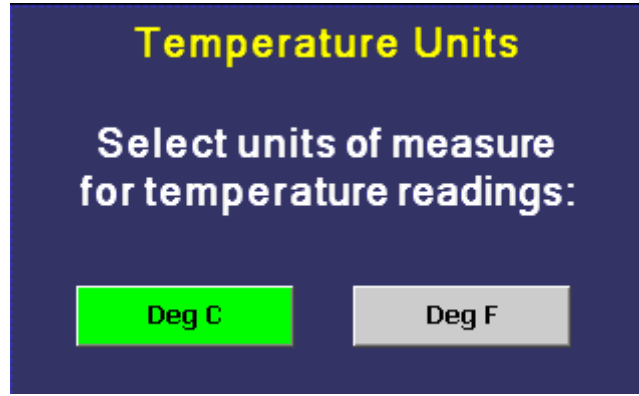 Temperature Units
Select units of measure
for temperature readings:
Deg C
Deg F